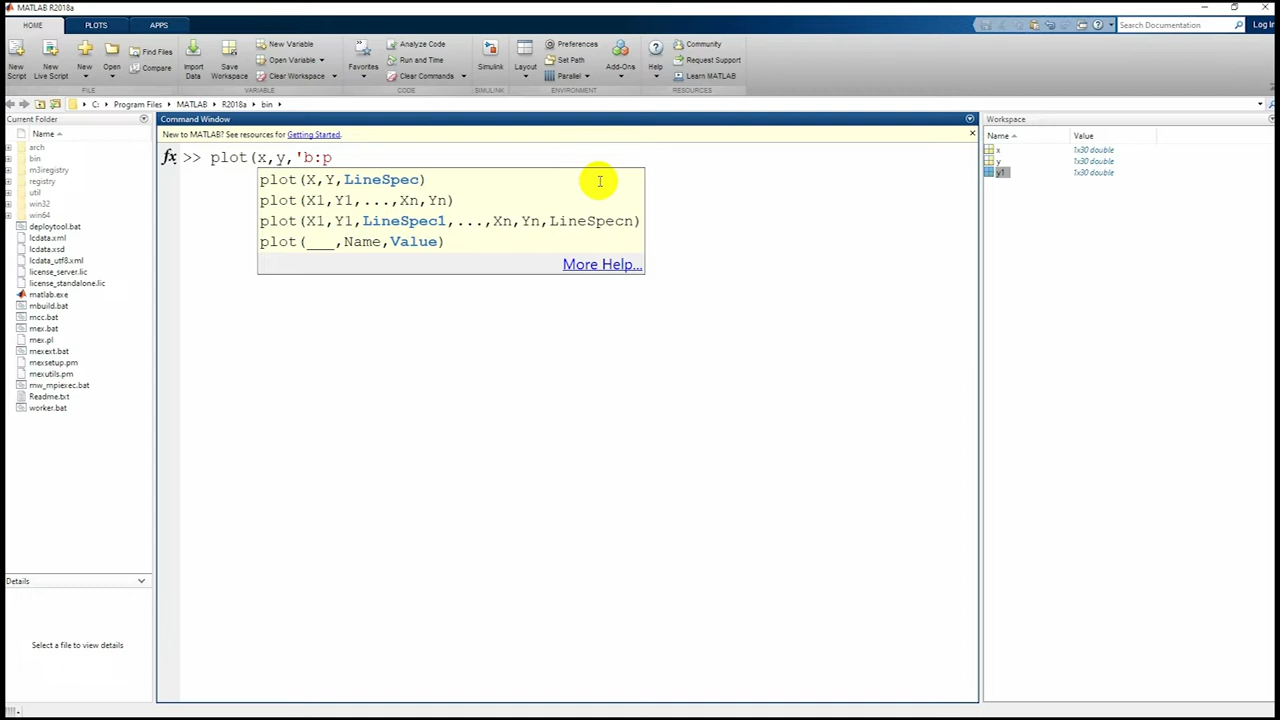 MATLAB R2018a
HOME PLOTS APPS
Search Documentation Log In
New Script
New Live Script
New
Open
Find Files
Compare
Import Data
Save Workspace
New Variable
Open Variable
Clear Workspace
Favorites
Analyze Code
Run and Time
Clear Commands
Simulink
Layout
Preferences
Set Path
Parallel
Add-Ons
Help
Community
Request Support
Learn MATLAB
FILE VARIABLE CODE SIMULINK ENVIRONMENT RESOURCES
C: Program Files MATLAB R2018a bin
Current Folder
Name
arch
bin
m3iregistry
registry
util
win32
win64
deploytool.bat
lcdata.xml
lcdata.xsd
lcdata_utf8.xml
license_server.lic
license_standalone.lic
matlab.exe
mbuild.bat
mcc.bat
mex.bat
mex.pl
mexext.bat
mexsetup.pm
mexutils.pm
mw_mpiexec.bat
Readme.txt
worker.bat
Details
Select a file to view details
Command Window
New to MATLAB? See resources for Getting Started.
fx >> plot(x,y,'b:p
plot(X,Y,LineSpec)
plot(X1,Y1,...,Xn,Yn)
plot(X1,Y1,LineSpec1,...,Xn,Yn,LineSpecn)
plot(___,Name,Value)
More Help...
Workspace
Name Value
x 1x30 double
y 1x30 double
y1 1x30 double